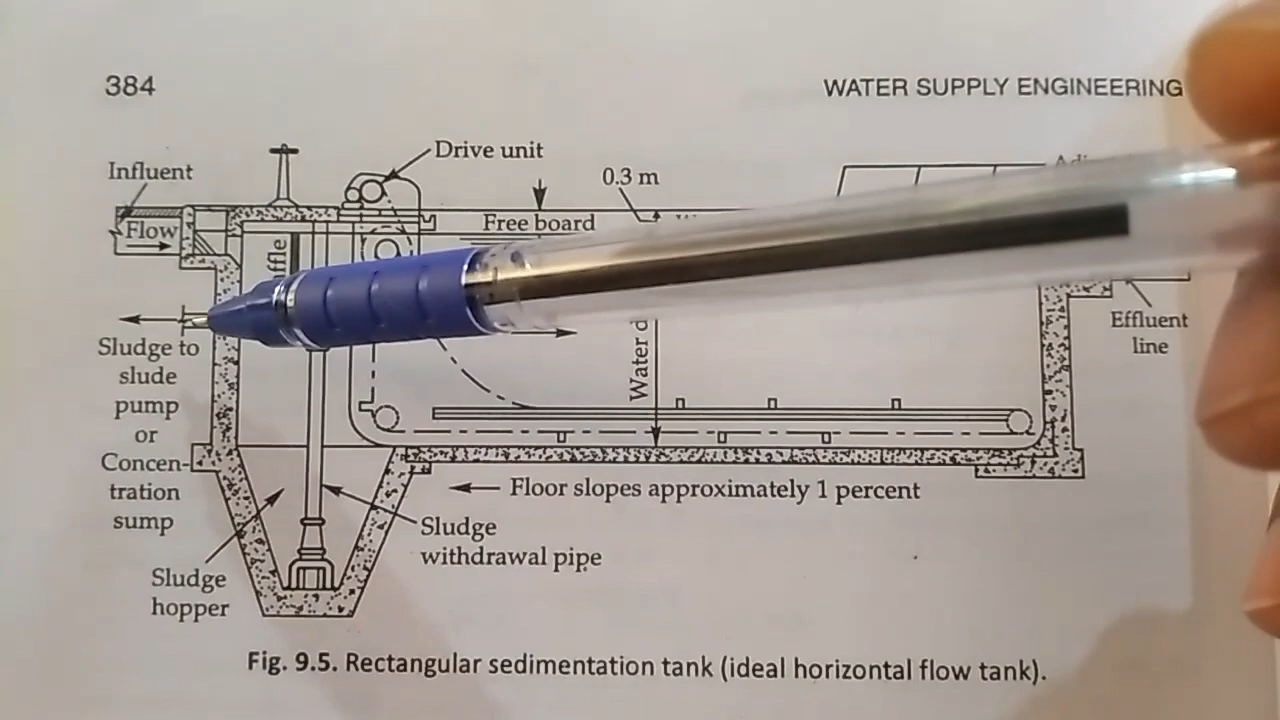 384
WATER SUPPLY ENGINEERING
Drive unit
Influent
0.3 m
Free board
Flow
Effluent
line
Sludge to
slude
pump
or
Concen-
tration
sump
Water
Floor slopes approximately 1 percent
Sludge
withdrawal pipe
Sludge
hopper
Fig. 9.5. Rectangular sedimentation tank (ideal horizontal flow tank).